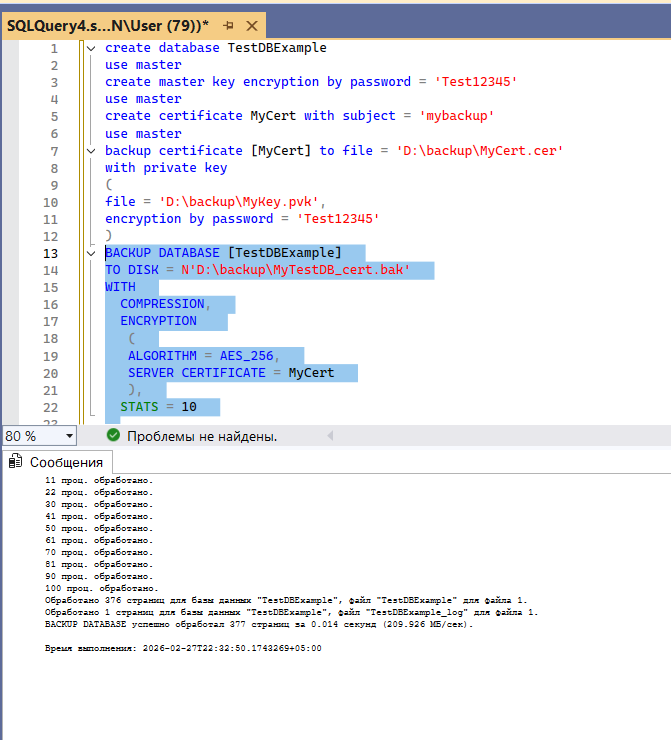 SQLQuery4.s...N\User (79))*
1 create database TestDBExample
2 use master
3 create master key encryption by password = 'Test12345'
4 use master
5 create certificate MyCert with subject = 'mybackup'
6 use master
7 backup certificate [MyCert] to file = 'D:\backup\MyCert.cer'
8 with private key
9 (
10 file = 'D:\backup\MyKey.pvk',
11 encryption by password = 'Test12345'
12 )
13 BACKUP DATABASE [TestDBExample]
14 TO DISK = N'D:\backup\MyTestDB_cert.bak'
15 WITH
16 COMPRESSION,
17 ENCRYPTION
18 (
19 ALGORITHM = AES_256,
20 SERVER CERTIFICATE = MyCert
21 ),
22 STATS = 10
23
80 % Проблемы не найдены.
Сообщения
11 проц. обработано.
22 проц. обработано.
30 проц. обработано.
41 проц. обработано.
50 проц. обработано.
61 проц. обработано.
70 проц. обработано.
81 проц. обработано.
90 проц. обработано.
100 проц. обработано.
Обработано 376 страниц для базы данных "TestDBExample", файл "TestDBExample" для файла 1.
Обработано 1 страниц для базы данных "TestDBExample", файл "TestDBExample_log" для файла 1.
BACKUP DATABASE успешно обработал 377 страниц за 0.014 секунд (209.926 МБ/сек).
Время выполнения: 2026-02-27T22:32:50.1743269+05:00